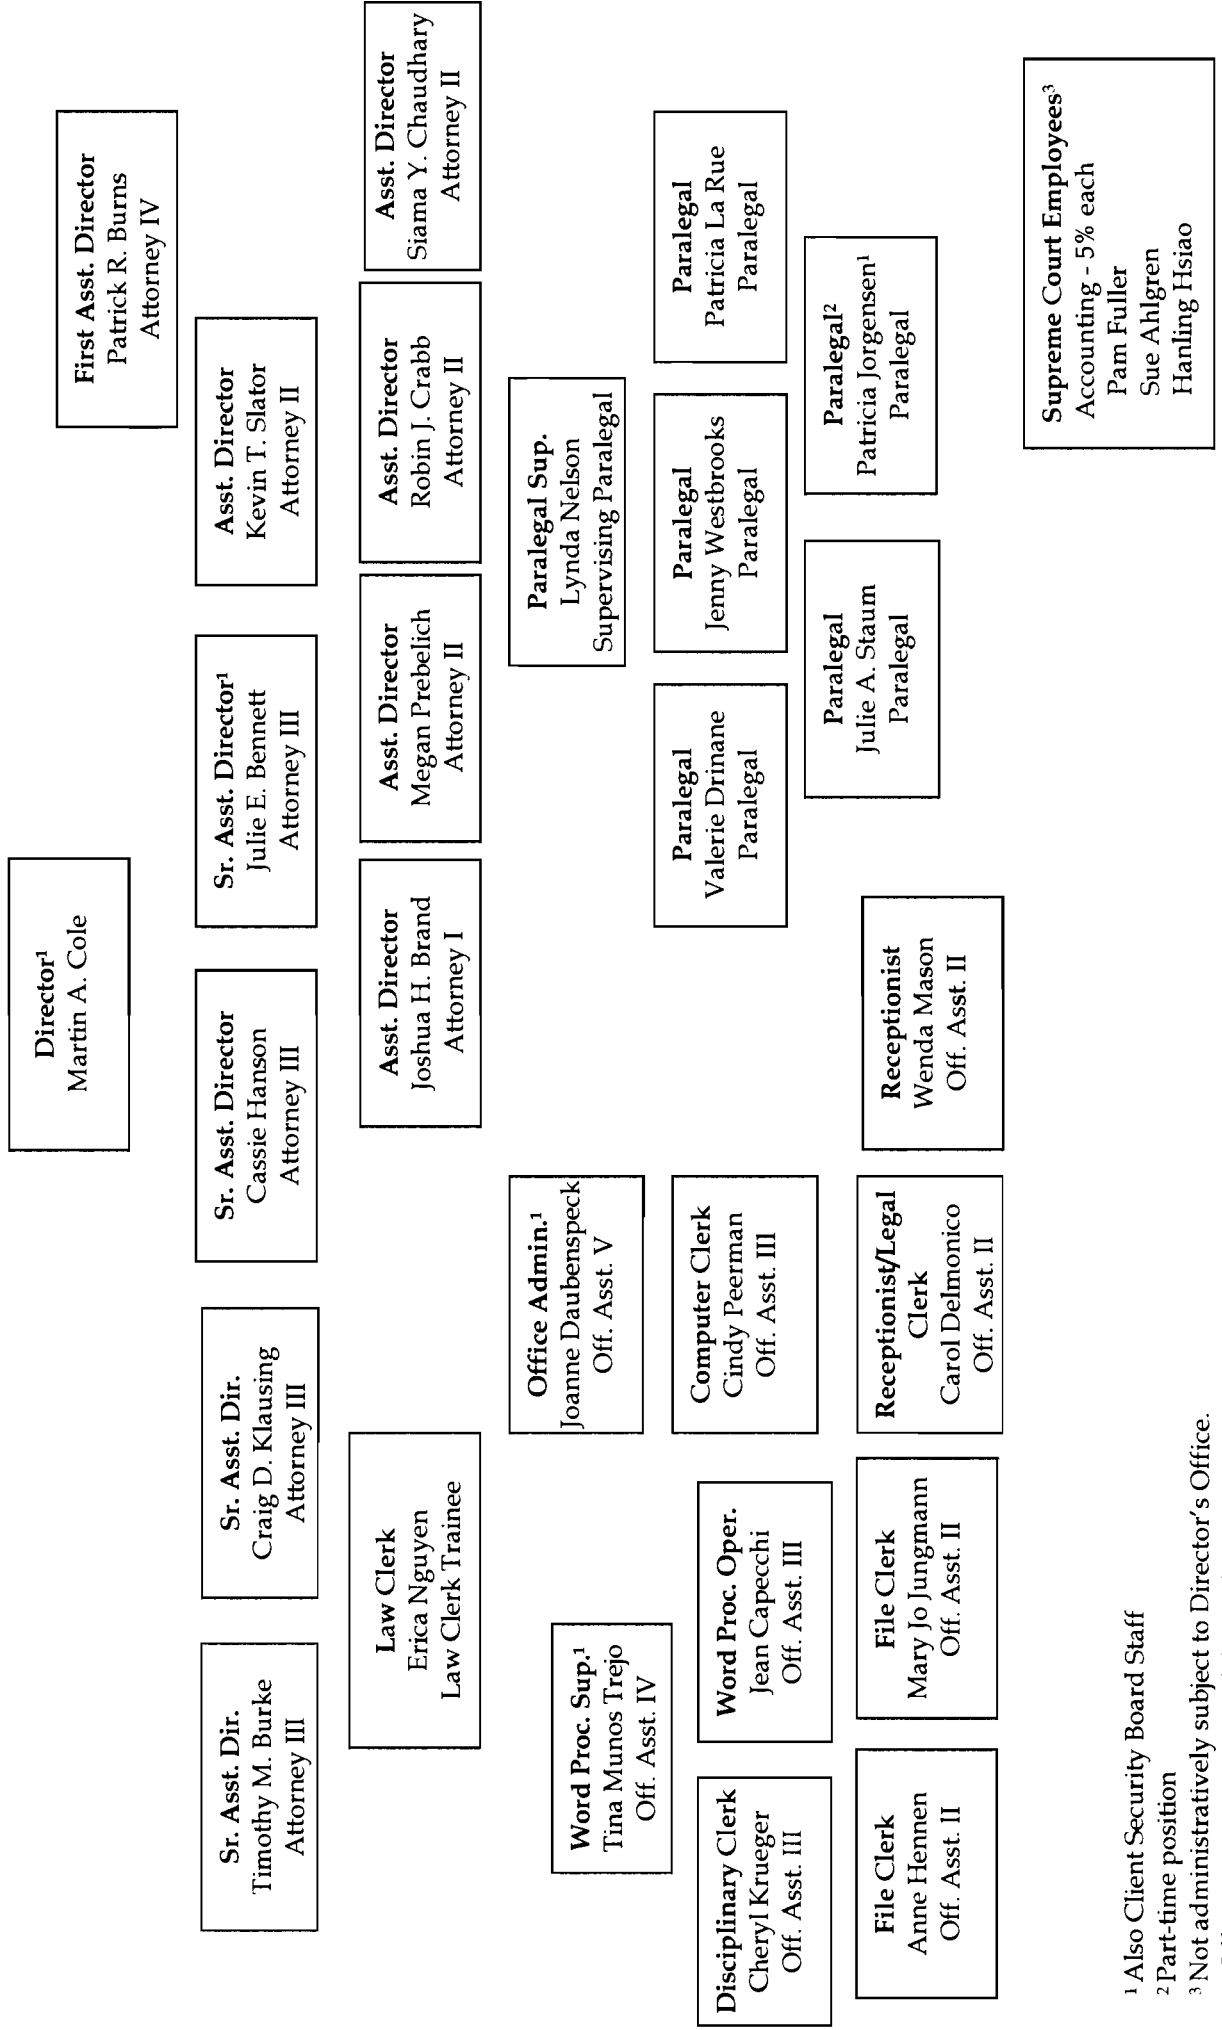 Director¹
Martin A. Cole
First Asst. Director
Patrick R. Burns
Attorney IV
Sr. Asst. Dir.
Timothy M. Burke
Attorney III
Sr. Asst. Dir.
Craig D. Klausing
Attorney III
Sr. Asst. Director
Cassie Hanson
Attorney III
Sr. Asst. Director¹
Julie E. Bennett
Attorney III
Asst. Director
Kevin T. Slator
Attorney II
Law Clerk
Erica Nguyen
Law Clerk Trainee
Asst. Director
Joshua H. Brand
Attorney I
Asst. Director
Megan Prebelich
Attorney II
Asst. Director
Robin J. Crabb
Attorney II
Asst. Director
Siama Y. Chaudhary
Attorney II
Word Proc. Sup.¹
Tina Munos Trejo
Off. Asst. IV
Office Admin.¹
Joanne Daubenspeck
Off. Asst. V
Paralegal Sup.
Lynda Nelson
Supervising Paralegal
Disciplinary Clerk
Cheryl Krueger
Off. Asst. III
Word Proc. Oper.
Jean Capecchi
Off. Asst. III
Computer Clerk
Cindy Peerman
Off. Asst. III
Paralegal
Valerie Drinane
Paralegal
Paralegal
Jenny Westbrooks
Paralegal
Paralegal
Patricia La Rue
Paralegal
File Clerk
Anne Hennen
Off. Asst. II
File Clerk
Mary Jo Jungmann
Off. Asst. II
Receptionist/Legal
Clerk
Carol Delmonico
Off. Asst. II
Receptionist
Wenda Mason
Off. Asst. II
Paralegal
Julie A. Staum
Paralegal
Paralegal²
Patricia Jorgensen¹
Paralegal
Supreme Court Employees³
Accounting - 5% each
Pam Fuller
Sue Ahlgren
Hanling Hsiao
¹ Also Client Security Board Staff
² Part-time position
³ Not administratively subject to Director's Office.